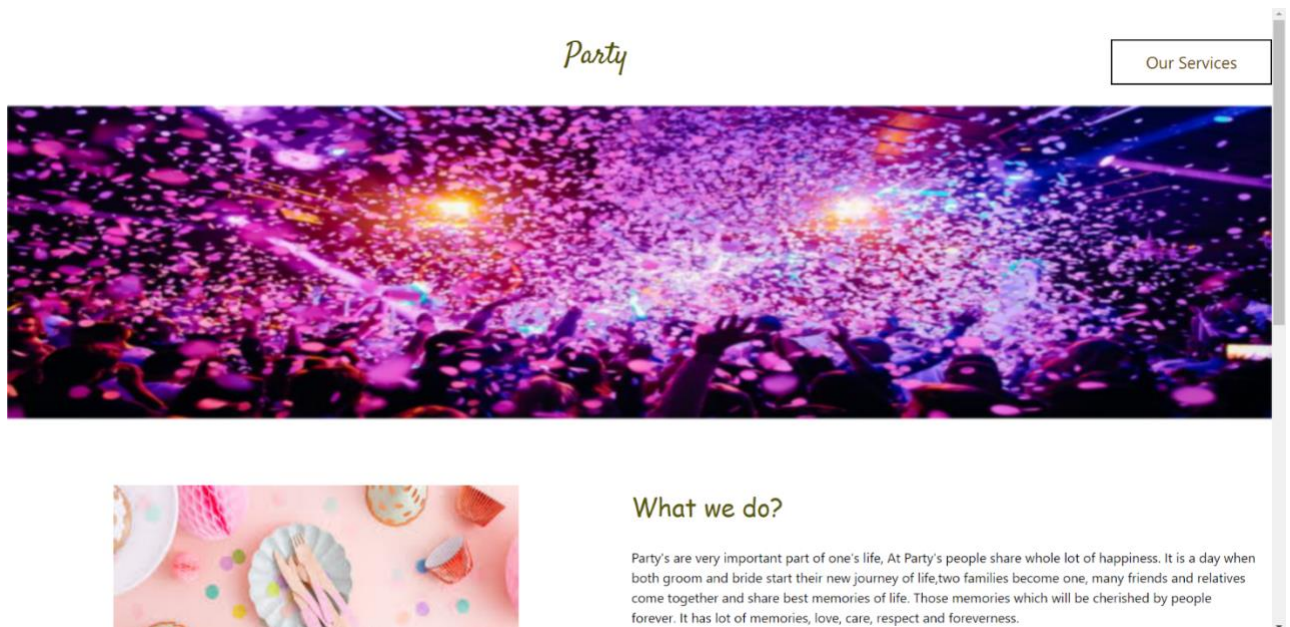 Party
Our Services
What we do?
Party's are very important part of one's life, At Party's people share whole lot of happiness. It is a day when
both groom and bride start their new journey of life,two families become one, many friends and relatives
come together and share best memories of life. Those memories which will be cherished by people
forever. It has lot of memories, love, care, respect and foreverness.